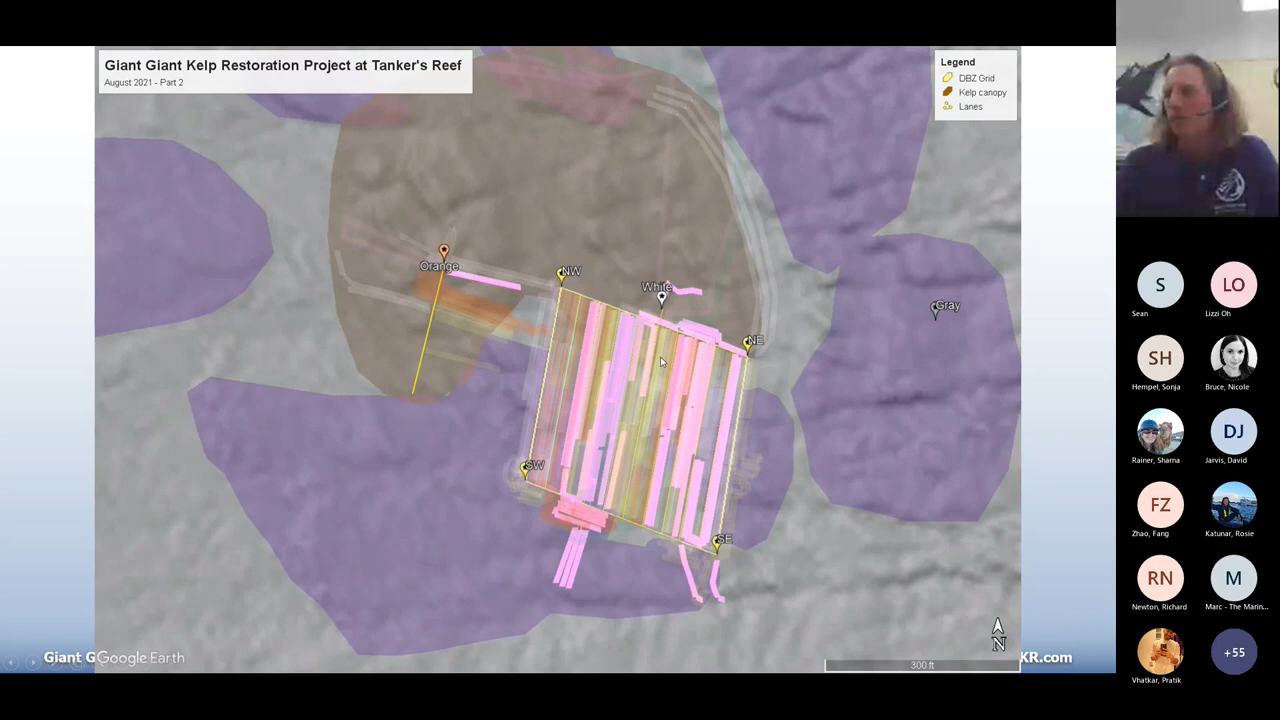 Giant Giant Kelp Restoration Project at Tanker's Reef
August 2021 - Part 2
Legend
DBZ Grid
Kelp canopy
Lanes
Orange
NW
White
NE
Gray
SW
SE
N
300 ft
Giant G
Google Earth
KR.com
S
Sean
LO
Lizzi Oh
SH
Hempel, Sonja
Bruce, Nicole
Rainer, Sharna
DJ
Jarvis, David
FZ
Zhao, Fang
Katunar, Rosie
RN
Newton, Richard
M
Marc - The Marin...
Vhatkar, Pratik
+55